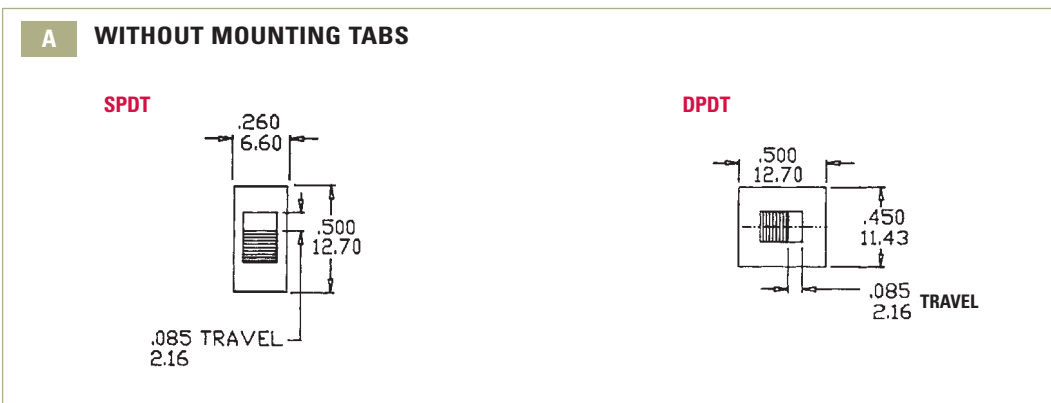 A WITHOUT MOUNTING TABS
SPDT
.260
6.60
.500
12.70
.085 TRAVEL
2.16
DPDT
.500
12.70
.450
11.43
.085 TRAVEL
2.16